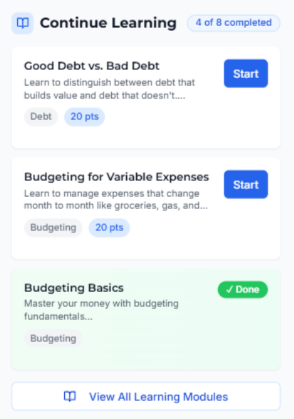 Continue Learning 4 of 8 completed
Good Debt vs. Bad Debt
Start
Learn to distinguish between debt that
builds value and debt that doesn't....
Debt 20 pts
Budgeting for Variable Expenses
Start
Learn to manage expenses that change
month to month like groceries, gas, and...
Budgeting 20 pts
Budgeting Basics
✓ Done
Master your money with budgeting
fundamentals...
Budgeting
View All Learning Modules